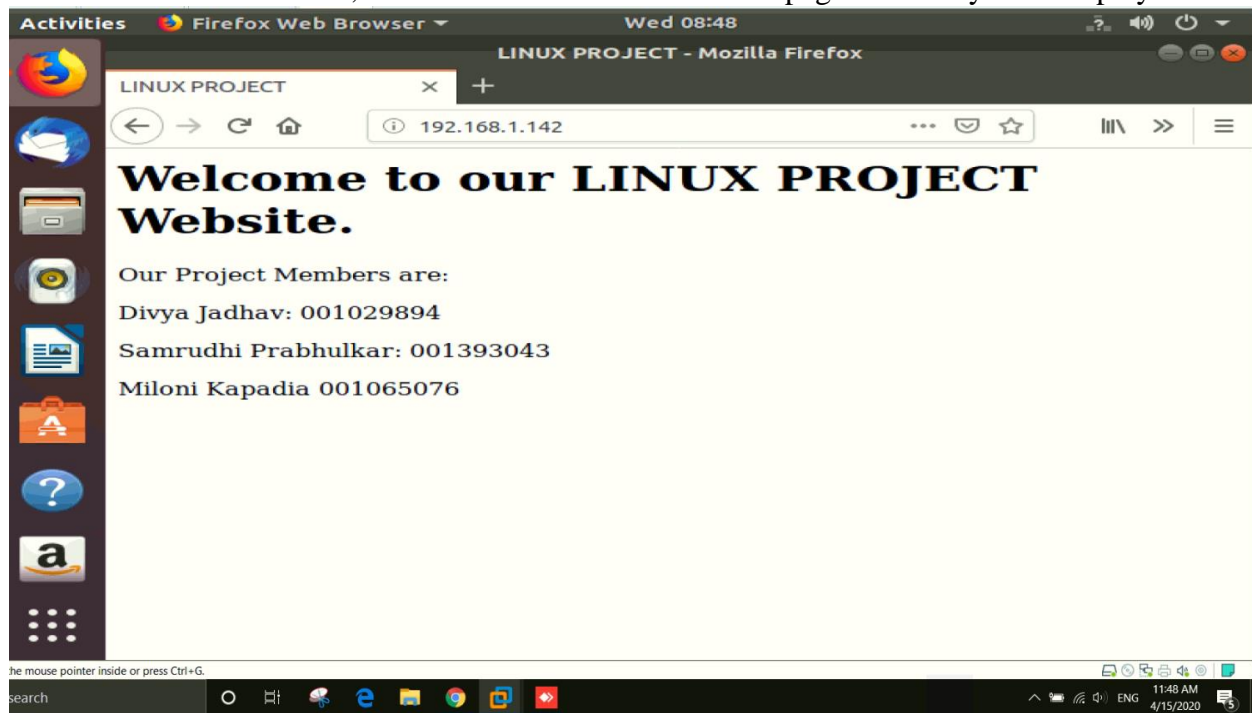 Activities Firefox Web Browser Wed 08:48
LINUX PROJECT - Mozilla Firefox
LINUX PROJECT
192.168.1.142
Welcome to our LINUX PROJECT
Website.
Our Project Members are:
Divya Jadhav: 001029894
Samrudhi Prabhulkar: 001393043
Miloni Kapadia 001065076
he mouse pointer inside or press Ctrl+G.
search
ENG
11:48 AM
4/15/2020
5